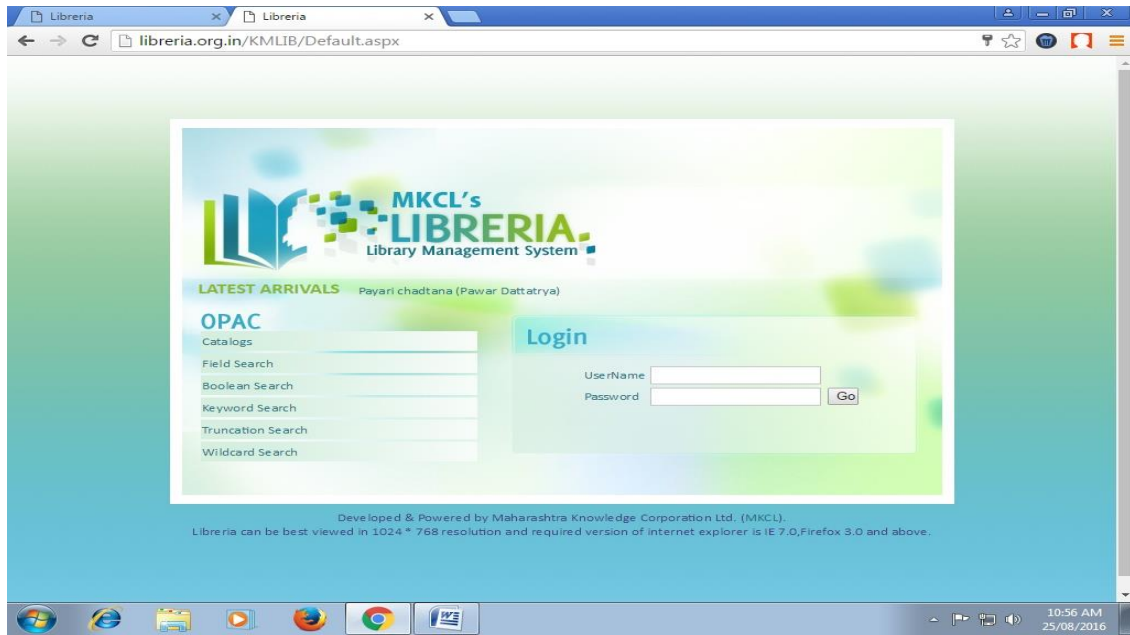 Libreria
Libreria
libreria.org.in/KMLIB/Default.aspx
MKCL's
LIBRERIA
Library Management System
LATEST ARRIVALS Payari chadtana (Pawar Dattatrya)
OPAC
Catalogs
Field Search
Boolean Search
Keyword Search
Truncation Search
Wildcard Search
Login
UserName
Password Go
Developed & Powered by Maharashtra Knowledge Corporation Ltd. (MKCL).
Libreria can be best viewed in 1024 * 768 resolution and required version of internet explorer is IE 7.0,Firefox 3.0 and above.
10:56 AM
25/08/2016